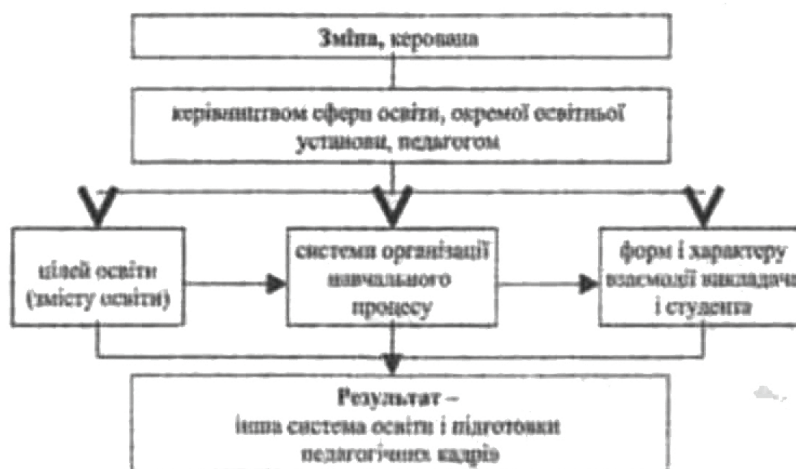 Зміна, керована
керівництвом сфери освіти, окремої освітньої
установи, педагогом
цілей освіти
(змісту освіти)
системи організації
навчального
процесу
форм і характеру
взаємодії викладача
і студента
Результат –
інша система освіти і підготовки
педагогічних кадрів